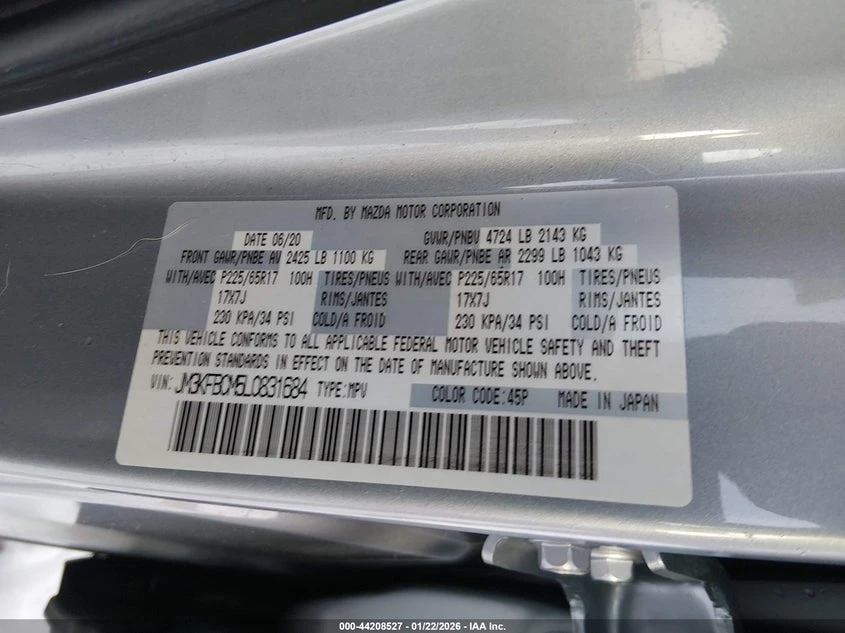 MFD. BY MAZDA MOTOR CORPORATION
DATE 06/20 GVWR/PNBV 4724 LB 2143 KG
FRONT GAWR/PNBE AV 2425 LB 1100 KG REAR GAWR/PNBE AR 2299 LB 1043 KG
WITH/AVEC P225/65R17 100H TIRES/PNEUS WITH/AVEC P225/65R17 100H TIRES/PNEUS
17X7J RIMS/JANTES 17X7J RIMS/JANTES
230 KPA/34 PSI COLD/A FROID 230 KPA/34 PSI COLD/A FROID
THIS VEHICLE CONFORMS TO ALL APPLICABLE FEDERAL MOTOR VEHICLE SAFETY AND THEFT
PREVENTION STANDARDS IN EFFECT ON THE DATE OF MANUFACTURE SHOWN ABOVE.
VIN: JM3KFBCM5L0831684 TYPE:MPV COLOR CODE:45P MADE IN JAPAN
000-44208527 - 01/22/2026 - IAA Inc.